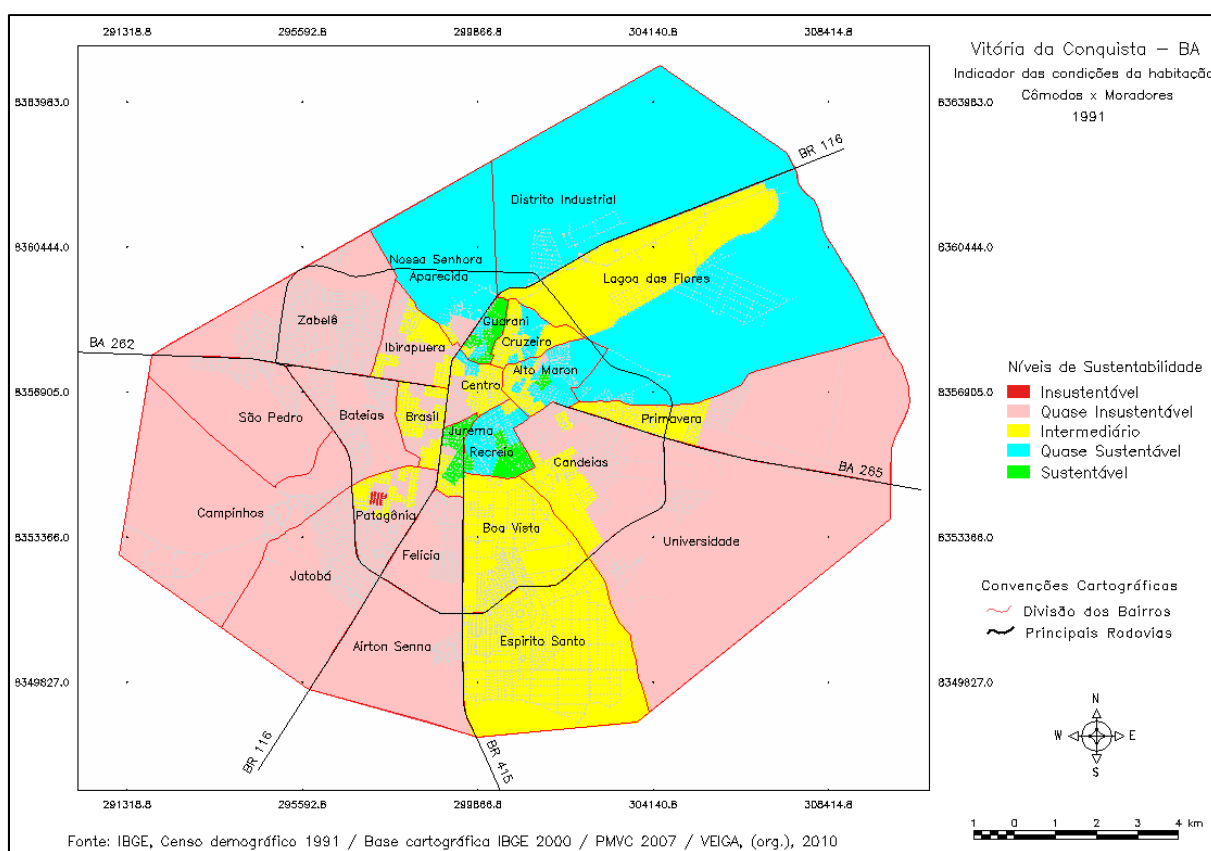 291318.8 295592.8 299866.8 304140.8 308414.8
Vitória da Conquista – BA
Indicador das condições da habitação
Cômodos x Moradores
1991
8363983.0 8363983.0
BR 116
Distrito Industrial
8360444.0 8360444.0
Nossa Senhora
Aparecida
Lagoa das Flores
Zabelê
Guarani
Cruzeiro
Ibirapuera
BA 262
Alto Maron
Centro
8356905.0 8356905.0
São Pedro
Bateias
Brasil
Primavera
Jurema
Recreio
Candeias
BA 265
Níveis de Sustentabilidade
Insustentável
Quase Insustentável
Intermediário
Quase Sustentável
Sustentável
Campinhos
Patagônia
Boa Vista
8353366.0 8353366.0
Universidade
Felícia
Jatobá
Convenções Cartográficas
Divisão dos Bairros
Principais Rodovias
Airton Senna
Espirito Santo
8349827.0 8349827.0
BR 116
BR 415
N
W E
S
291318.8 295592.8 299866.8 304140.8 308414.8
1 0 1 2 3 4 km
Fonte: IBGE, Censo demográfico 1991 / Base cartográfica IBGE 2000 / PMVC 2007 / VEIGA, (org.), 2010